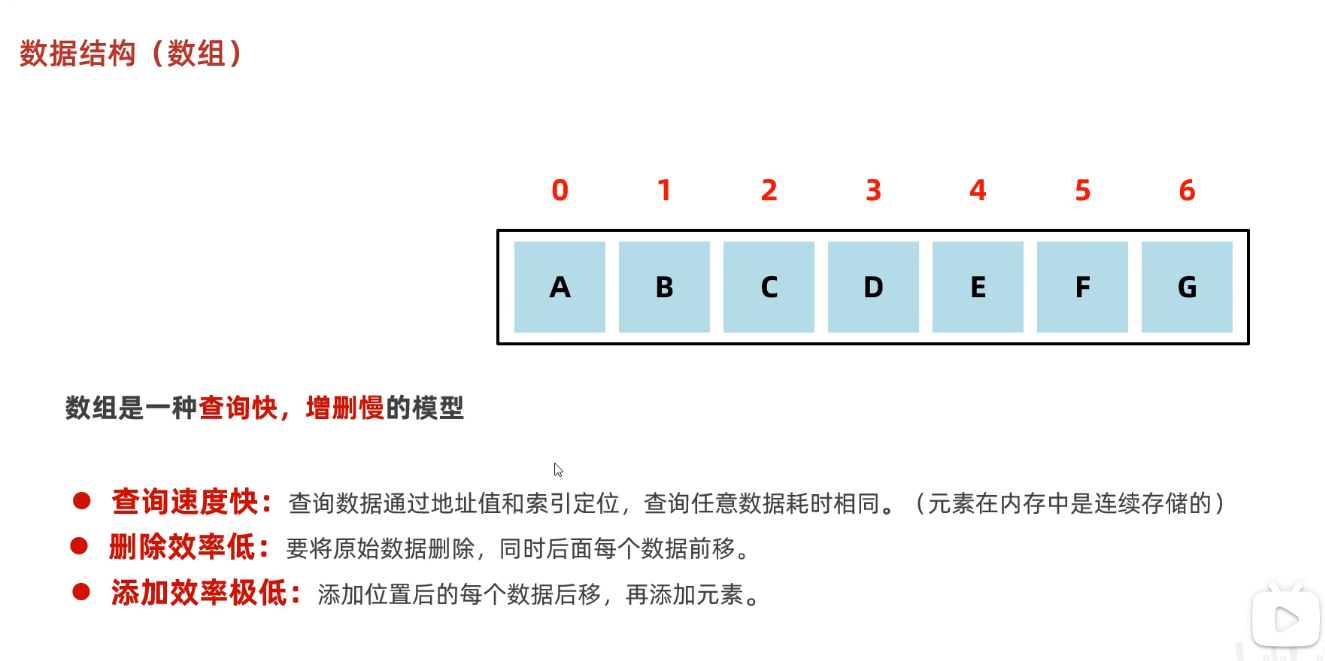 数据结构（数组）
0 1 2 3 4 5 6
A B C D E F G
数组是一种查询快，增删慢的模型
● 查询速度快：查询数据通过地址值和索引定位，查询任意数据耗时相同。（元素在内存中是连续存储的）
● 删除效率低：要将原始数据删除，同时后面每个数据前移。
● 添加效率极低：添加位置后的每个数据后移，再添加元素。